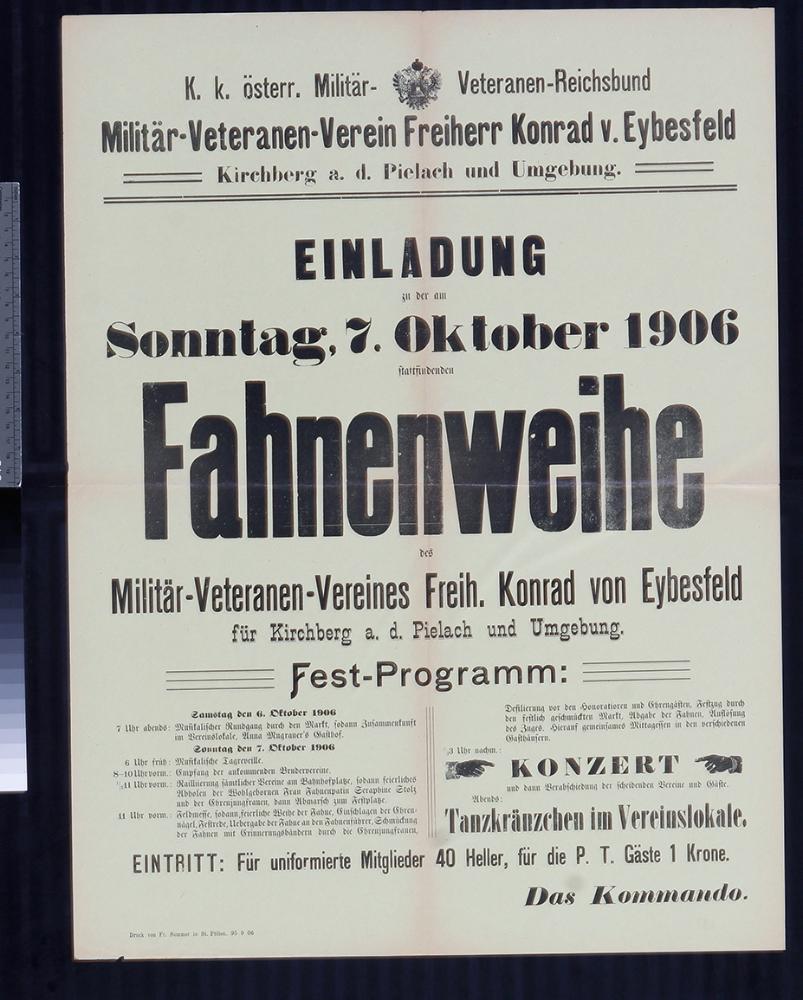 K. k. österr. Militär- Veteranen-Reichsbund
Militär-Veteranen-Verein Freiherr Konrad v. Eybesfeld
Kirchberg a. d. Pielach und Umgebung.
EINLADUNG
zu der am
Sonntag, 7. Oktober 1906
stattfindenden
Fahnenweihe
des
Militär-Veteranen-Vereines Freih. Konrad von Eybesfeld
für Kirchberg a. d. Pielach und Umgebung.
Fest-Programm:
Samstag den 6. Oktober 1906
7 Uhr abends: Musikalischer Rundgang durch den Markt, sodann Zusammenkunft
im Vereinslokale, Anna Mugrauer's Gasthof.
Sonntag den 7. Oktober 1906
6 Uhr früh: Musikalische Tagreveille.
8–10 Uhr vorm.: Empfang der ankommenden Brudervereine.
½11 Uhr vorm.: Railliierung sämtlicher Vereine am Bahnhofplatze, sodann feierliches
Abholen der Wohlgebornen Frau Fahnenpatin Seraphine Stolz
und der Ehrenjungfrauen, dann Abmarsch zum Festplatze.
11 Uhr vorm.: Feldmesse, sodann feierliche Weihe der Fahne, Einschlagen der Ehren-
nägel, Festrede, Uebergabe der Fahne an den Fahnenführer, Schmückung
der Fahnen mit Erinnerungsbändern durch die Ehrenjungfrauen,
Defilierung vor den Honoratioren und Ehrengästen, Festzug durch
den festlich geschmückten Markt, Abgabe der Fahnen, Auflösung
des Zuges. Hierauf gemeinsames Mittagessen in den verschiedenen
Gasthäusern.
½3 Uhr nachm.:
KONZERT
und dann Verabschiedung der scheidenden Vereine und Gäste.
Abends:
Tanzkränzchen im Vereinslokale.
EINTRITT: Für uniformierte Mitglieder 40 Heller, für die P. T. Gäste 1 Krone.
Das Kommando.
Druck von Fr. Sommer in St. Pölten. 95 9 06